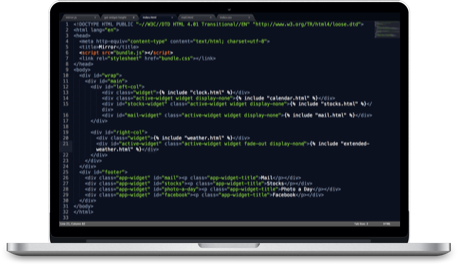 <!DOCTYPE HTML PUBLIC "-//W3C//DTD HTML 4.01 Transitional//EN" "http://www.w3.org/TR/html4/loose.dtd">
<html lang="en">
<head>
<meta http-equiv="content-type" content="text/html; charset=utf-8">
<title>Mirror</title>
<script src="bundle.js"></script>
<link rel="stylesheet" href="bundle.css"></link>
</head>
<body>
<div id="wrap">
<div id="main">
<div id="left-col">
<div class="widget">{% include "clock.html" %}</div>
<div class="active-widget widget display-none">{% include "calendar.html" %}</div>
<div id="stocks-widget" class="active-widget widget display-none">{% include "stocks.html" %}</
div>
<div id="mail-widget" class="active-widget widget display-none">{% include "mail.html" %}</div>
</div>
<div id="right-col">
<div class="widget">{% include "weather.html" %}</div>
<div id="active-widget" class="active-widget widget fade-out display-none">{% include "extended-
weather.html" %}</div>
</div>
</div>
<div id="footer">
<div class="app-widget" id="mail"><p class="app-widget-title">Mail</p></div>
<div class="app-widget" id="stocks"><p class="app-widget-title">Stocks</p></div>
<div class="app-widget" id="photo-a-day"><p class="app-widget-title">Photo a Day</p></div>
<div class="app-widget" id="facebook"><p class="app-widget-title">Facebook</p></div>
</div>
</body>
</html>